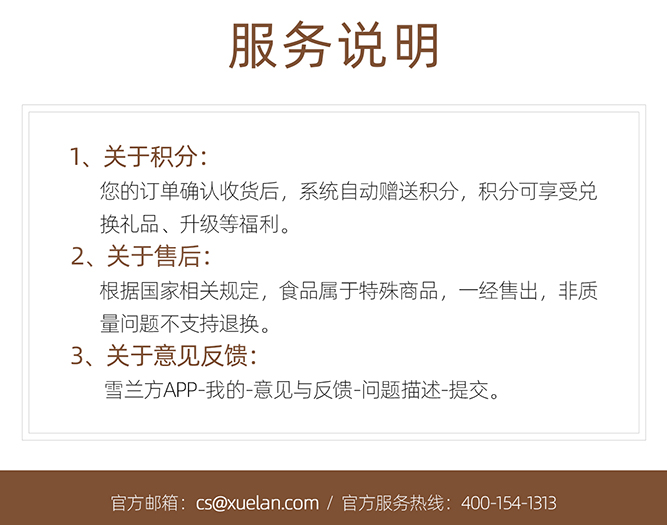 服务说明
1、关于积分：
您的订单确认收货后，系统自动赠送积分，积分可享受兑
换礼品、升级等福利。
2、关于售后：
根据国家相关规定，食品属于特殊商品，一经售出，非质
量问题不支持退换。
3、关于意见反馈：
雪兰方APP-我的-意见与反馈-问题描述-提交。
官方邮箱：cs@xuelan.com / 官方服务热线：400-154-1313